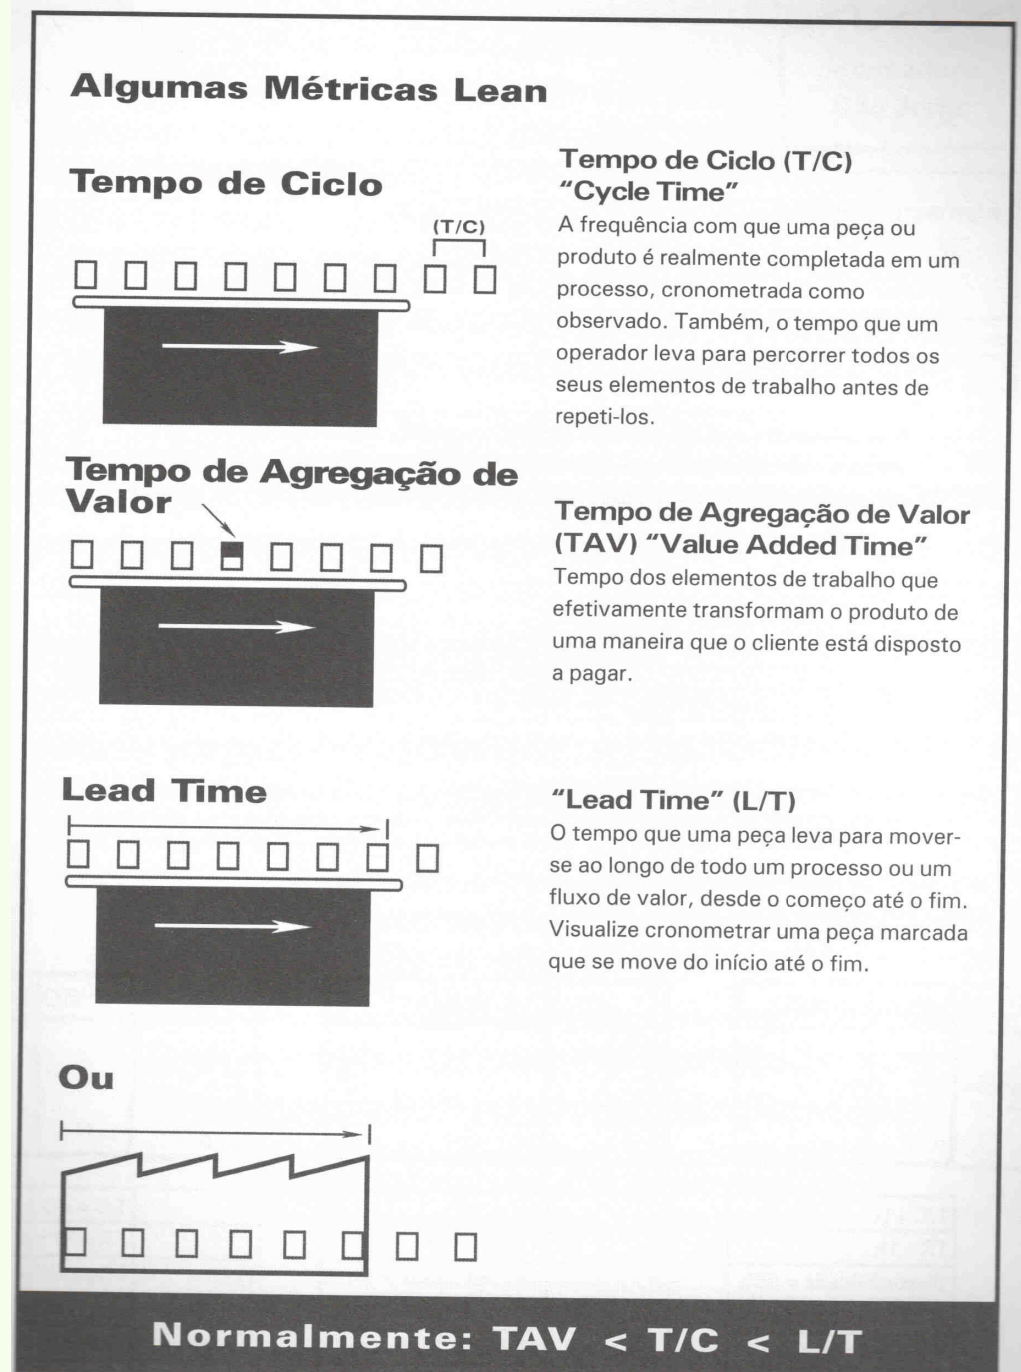 Algumas Métricas Lean
Tempo de Ciclo
(T/C)
Tempo de Ciclo (T/C)
“Cycle Time”
A frequência com que uma peça ou
produto é realmente completada em um
processo, cronometrada como
observado. Também, o tempo que um
operador leva para percorrer todos os
seus elementos de trabalho antes de
repeti-los.
Tempo de Agregação de
Valor
Tempo de Agregação de Valor
(TAV) “Value Added Time”
Tempo dos elementos de trabalho que
efetivamente transformam o produto de
uma maneira que o cliente está disposto
a pagar.
Lead Time
“Lead Time” (L/T)
O tempo que uma peça leva para mover-
se ao longo de todo um processo ou um
fluxo de valor, desde o começo até o fim.
Visualize cronometrar uma peça marcada
que se move do início até o fim.
Ou
Normalmente: TAV < T/C < L/T